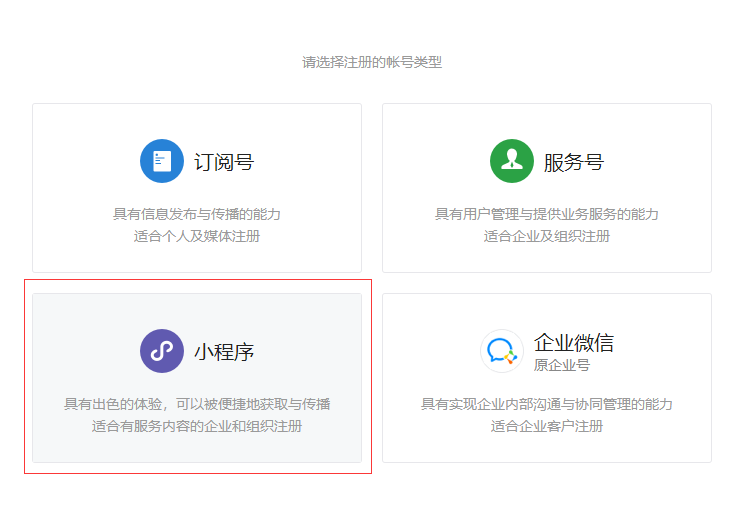 请选择注册的帐号类型
订阅号
具有信息发布与传播的能力
适合个人及媒体注册
服务号
具有用户管理与提供业务服务的能力
适合企业及组织注册
小程序
具有出色的体验，可以被便捷地获取与传播
适合有服务内容的企业和组织注册
企业微信
原企业号
具有实现企业内部沟通与协同管理的能力
适合企业客户注册